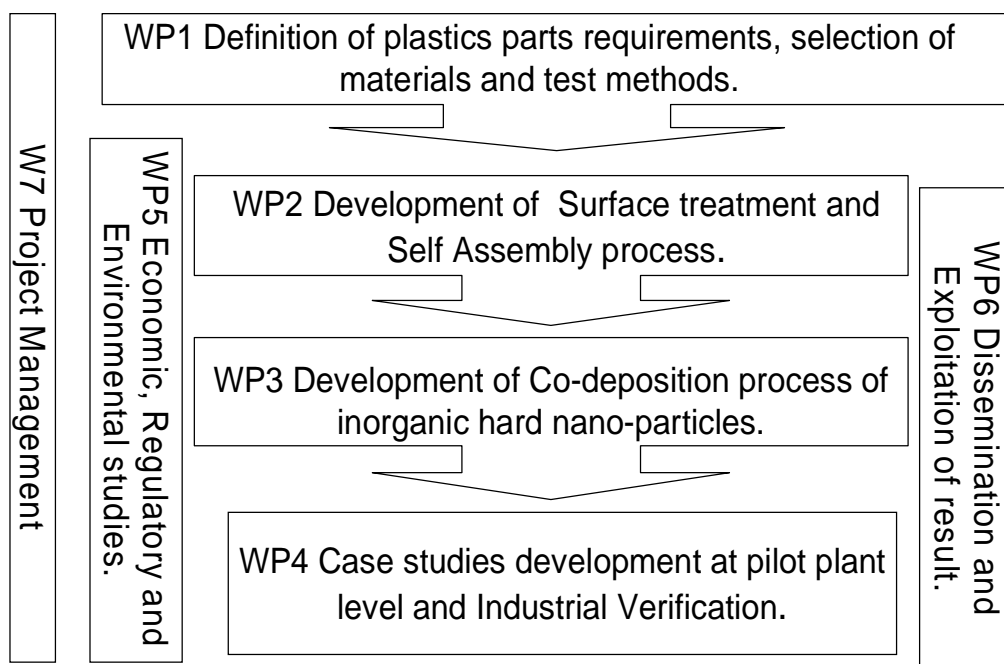 WP1 Definition of plastics parts requirements, selection of
materials and test methods.
W7 Project Management
WP5 Economic, Regulatory and
Environmental studies.
WP2 Development of Surface treatment and
Self Assembly process.
WP3 Development of Co-deposition process of
inorganic hard nano-particles.
WP4 Case studies development at pilot plant
level and Industrial Verification.
WP6 Dissemination and
Exploitation of result.